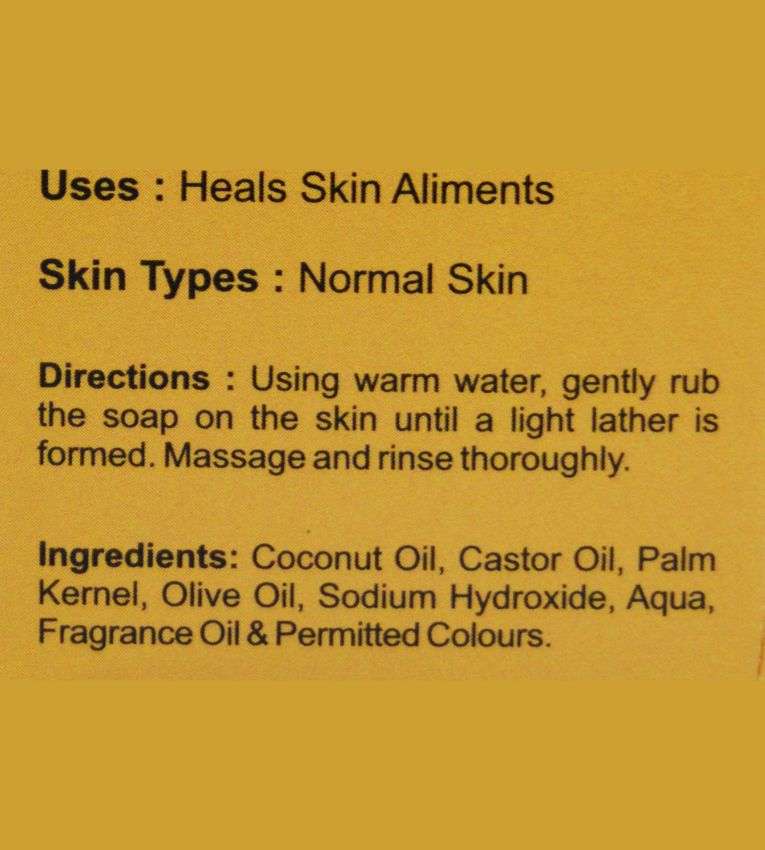 Uses : Heals Skin Aliments
Skin Types : Normal Skin
Directions : Using warm water, gently rub
the soap on the skin until a light lather is
formed. Massage and rinse thoroughly.
Ingredients: Coconut Oil, Castor Oil, Palm
Kernel, Olive Oil, Sodium Hydroxide, Aqua,
Fragrance Oil & Permitted Colours.